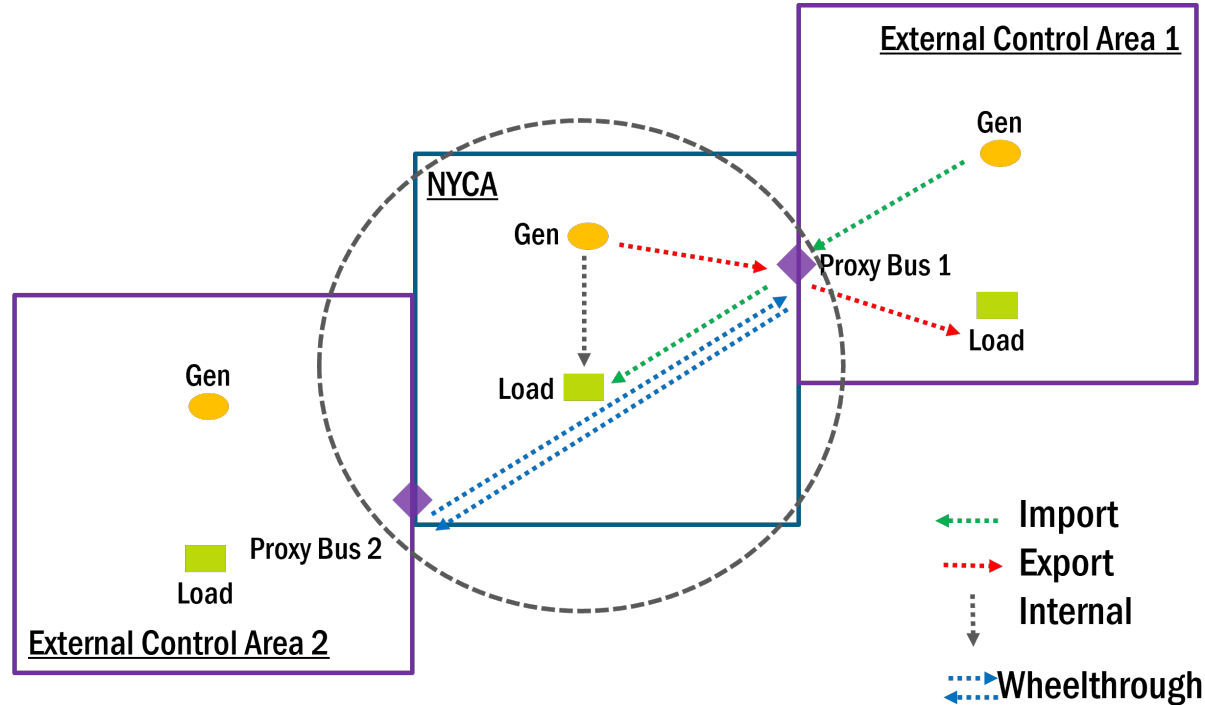 External Control Area 1
Gen
NYCA
Gen
Proxy Bus 1
Load
Gen
Load
Proxy Bus 2
Load
External Control Area 2
Import
Export
Internal
Wheelthrough